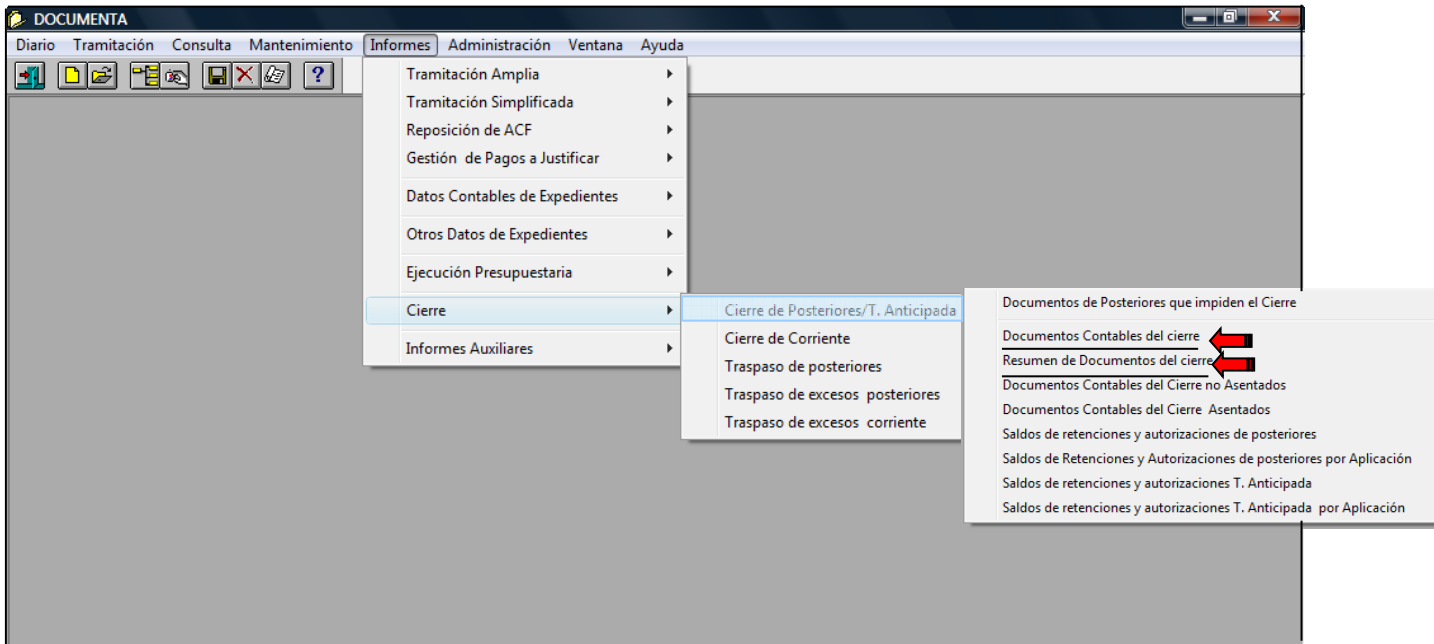 DOCUMENTA
Diario Tramitación Consulta Mantenimiento Informes Administración Ventana Ayuda
?
Tramitación Amplia
Tramitación Simplificada
Reposición de ACF
Gestión de Pagos a Justificar
Datos Contables de Expedientes
Otros Datos de Expedientes
Ejecución Presupuestaria
Cierre
Informes Auxiliares
Cierre de Posteriores/T. Anticipada
Cierre de Corriente
Traspaso de posteriores
Traspaso de excesos posteriores
Traspaso de excesos corriente
Documentos de Posteriores que impiden el Cierre
Documentos Contables del cierre
Resumen de Documentos del cierre
Documentos Contables del Cierre no Asentados
Documentos Contables del Cierre Asentados
Saldos de retenciones y autorizaciones de posteriores
Saldos de Retenciones y Autorizaciones de posteriores por Aplicación
Saldos de retenciones y autorizaciones T. Anticipada
Saldos de retenciones y autorizaciones T. Anticipada por Aplicación